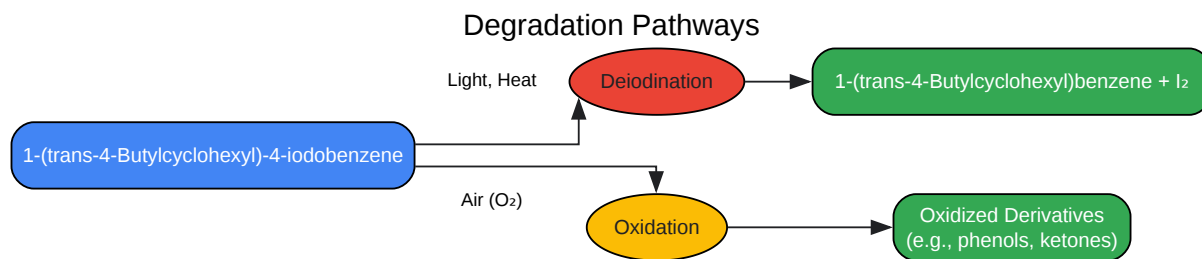 Degradation Pathways
Light, Heat
Deiodination
1-(trans-4-Butylcyclohexyl)benzene + I₂
1-(trans-4-Butylcyclohexyl)-4-iodobenzene
Air (O₂)
Oxidation
Oxidized Derivatives
(e.g., phenols, ketones)